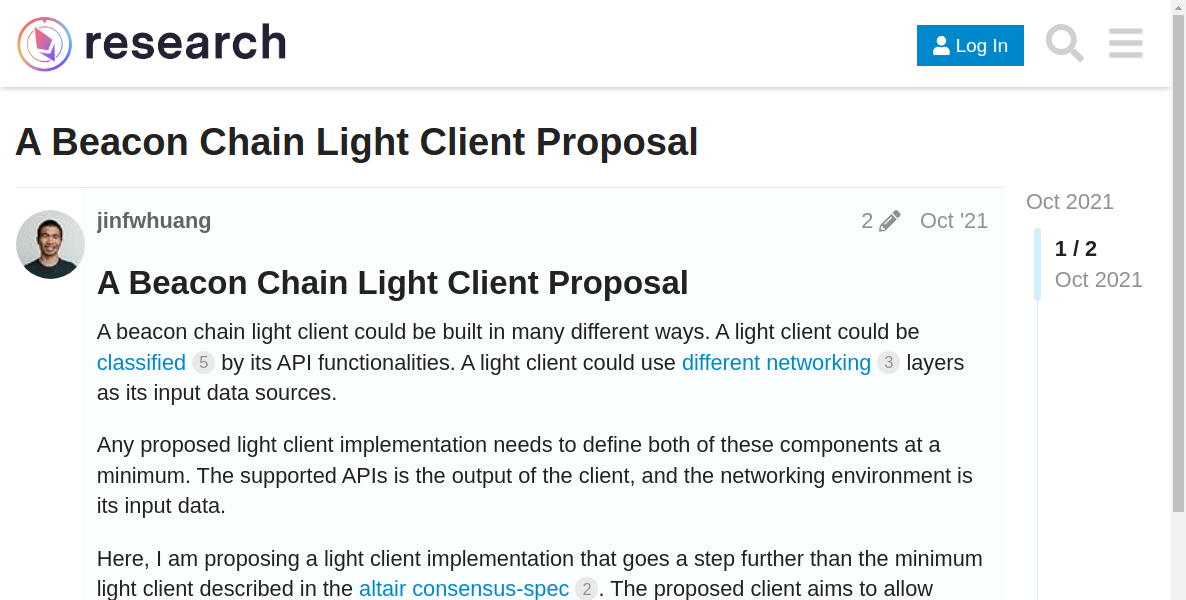 research
Log In
A Beacon Chain Light Client Proposal
jinfwhuang
2 Oct '21
Oct 2021
1 / 2
Oct 2021
A Beacon Chain Light Client Proposal
A beacon chain light client could be built in many different ways. A light client could be
classified 5 by its API functionalities. A light client could use different networking 3 layers
as its input data sources.
Any proposed light client implementation needs to define both of these components at a
minimum. The supported APIs is the output of the client, and the networking environment is
its input data.
Here, I am proposing a light client implementation that goes a step further than the minimum
light client described in the altair consensus-spec 2. The proposed client aims to allow